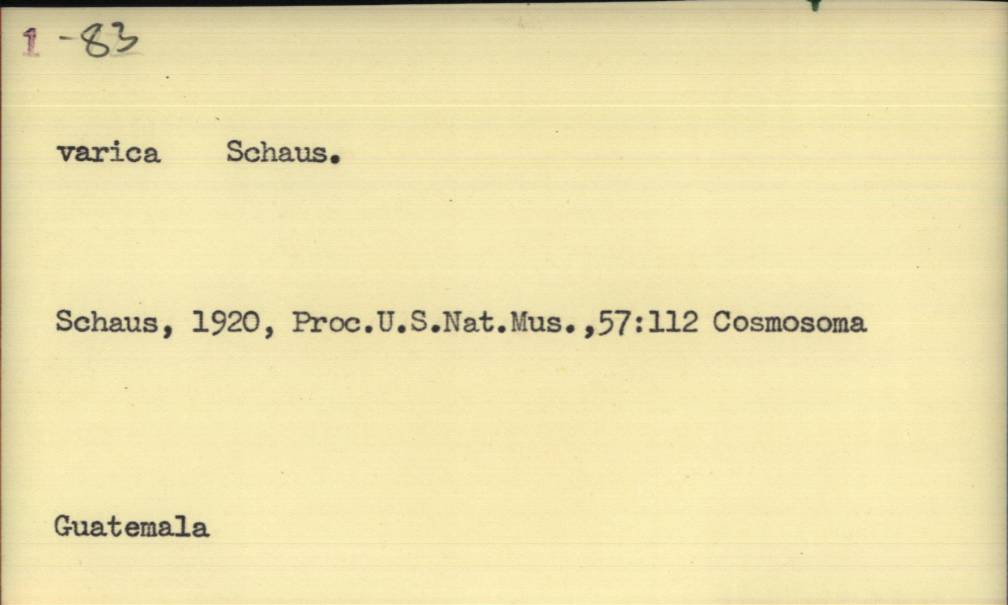 1 -83
varica Schaus.
Schaus, 1920, Proc.U.S.Nat.Mus.,57:112 Cosmosoma
Guatemala